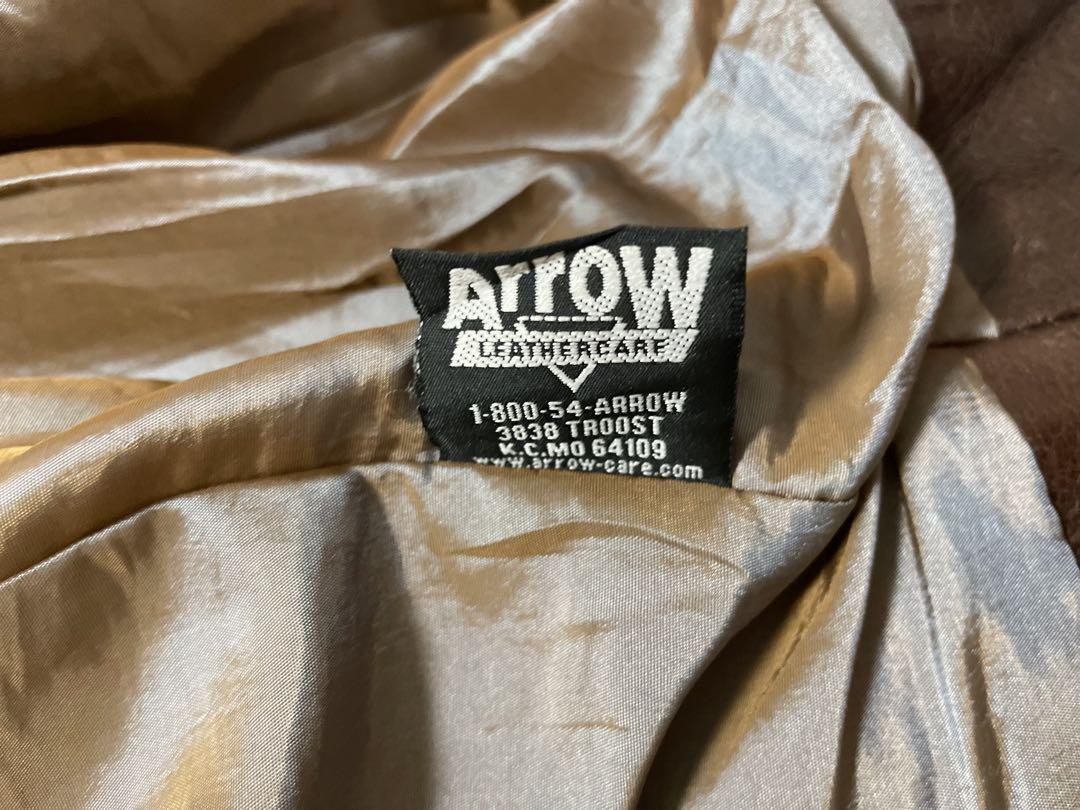 Arrow
LEATHERCARE
1-800-54-ARROW
3838 TROOST
K.C.MO 64109
www.arrow-care.com